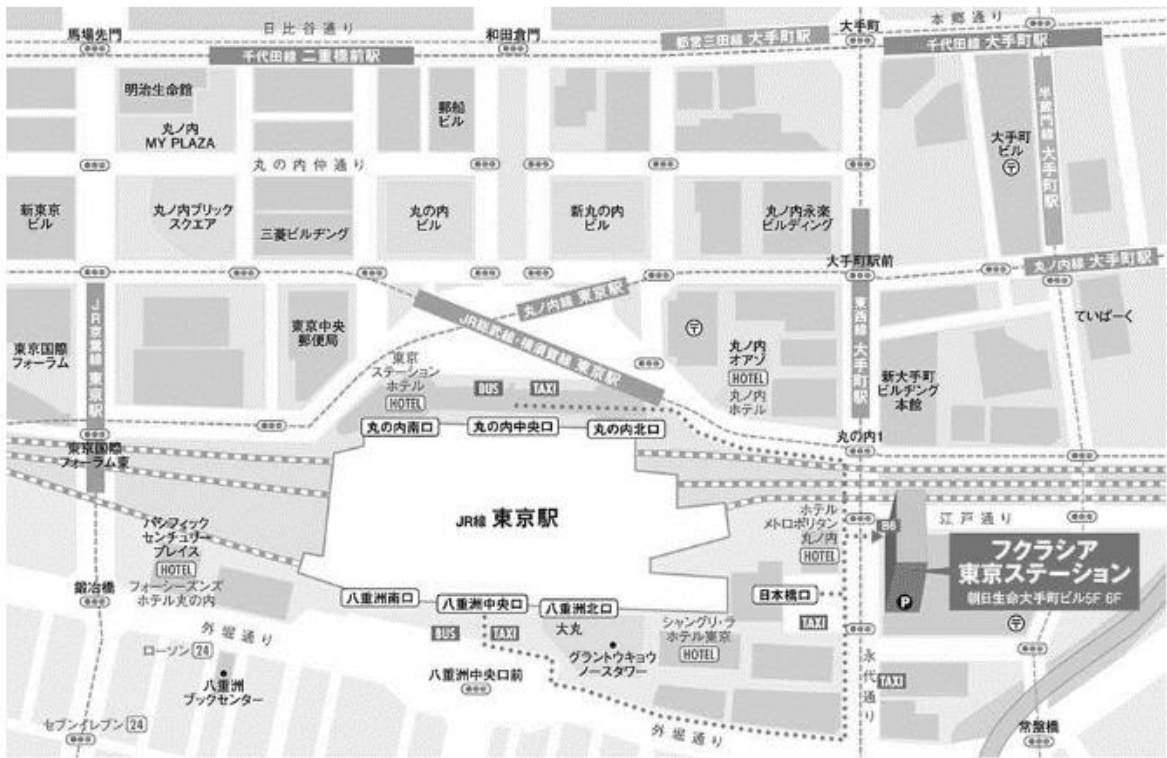 日比谷通り
本郷通り
馬場先門
和田倉門
大手町
都営三田線 大手町駅
千代田線 大手町駅
千代田線 二重橋前駅
半蔵門線 大手町駅
明治生命館
郵船
ビル
丸ノ内
MY PLAZA
大手町
ビル
〒
丸の内仲通り
新東京
ビル
丸ノ内ブリック
スクエア
三菱ビルヂング
丸の内
ビル
新丸の内
ビル
丸ノ内永楽
ビルディング
大手町駅前
丸ノ内線 大手町駅
JR京葉線 東京駅
丸ノ内線 東京駅
JR総武線・横須賀線 東京駅
東西線 大手町駅
〒
ていぱーく
東京国際
フォーラム
東京中央
郵便局
東京
ステーション
ホテル
HOTEL
BUS
TAXI
丸ノ内
オアゾ
HOTEL
丸ノ内
ホテル
新大手町
ビルヂング
本館
丸の内南口
丸の内中央口
丸の内北口
丸の内1
東京国際
フォーラム東
JR線 東京駅
ホテル
メトロポリタン
丸ノ内
HOTEL
B6
江戸通り
パシフィック
センチュリー
プレイス
HOTEL
フォーシーズンズ
ホテル丸の内
フクラシア
東京ステーション
朝日生命大手町ビル5F 6F
P
〒
鍛冶橋
八重洲南口
八重洲中央口
八重洲北口
日本橋口
TAXI
外堀通り
BUS
TAXI
大丸
グラントウキョウ
ノースタワー
シャングリ・ラ
ホテル東京
HOTEL
ローソン 24
八重洲
ブックセンター
八重洲中央口前
永代通り
TAXI
セブンイレブン 24
外堀通り
常盤橋